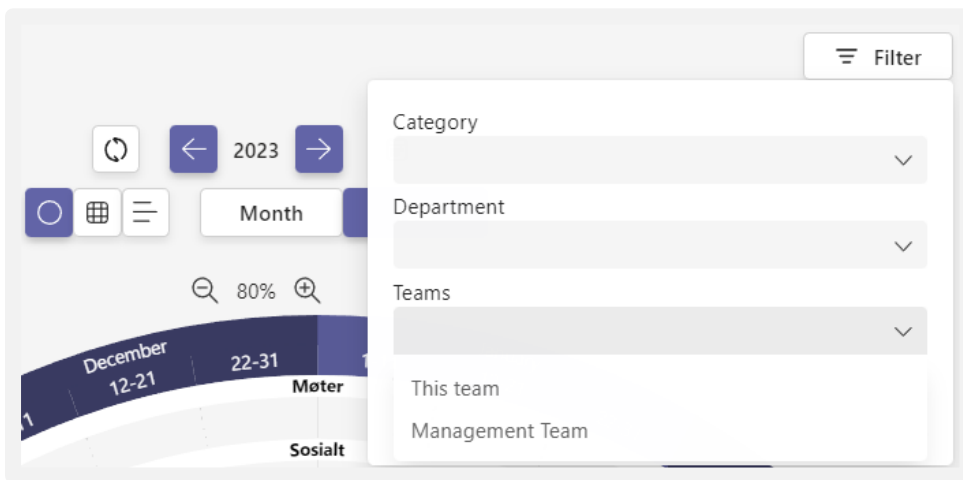 Filter
Category
2023
Department
Month
Teams
80%
December
12-21
22-31
Møter
This team
Management Team
Sosialt